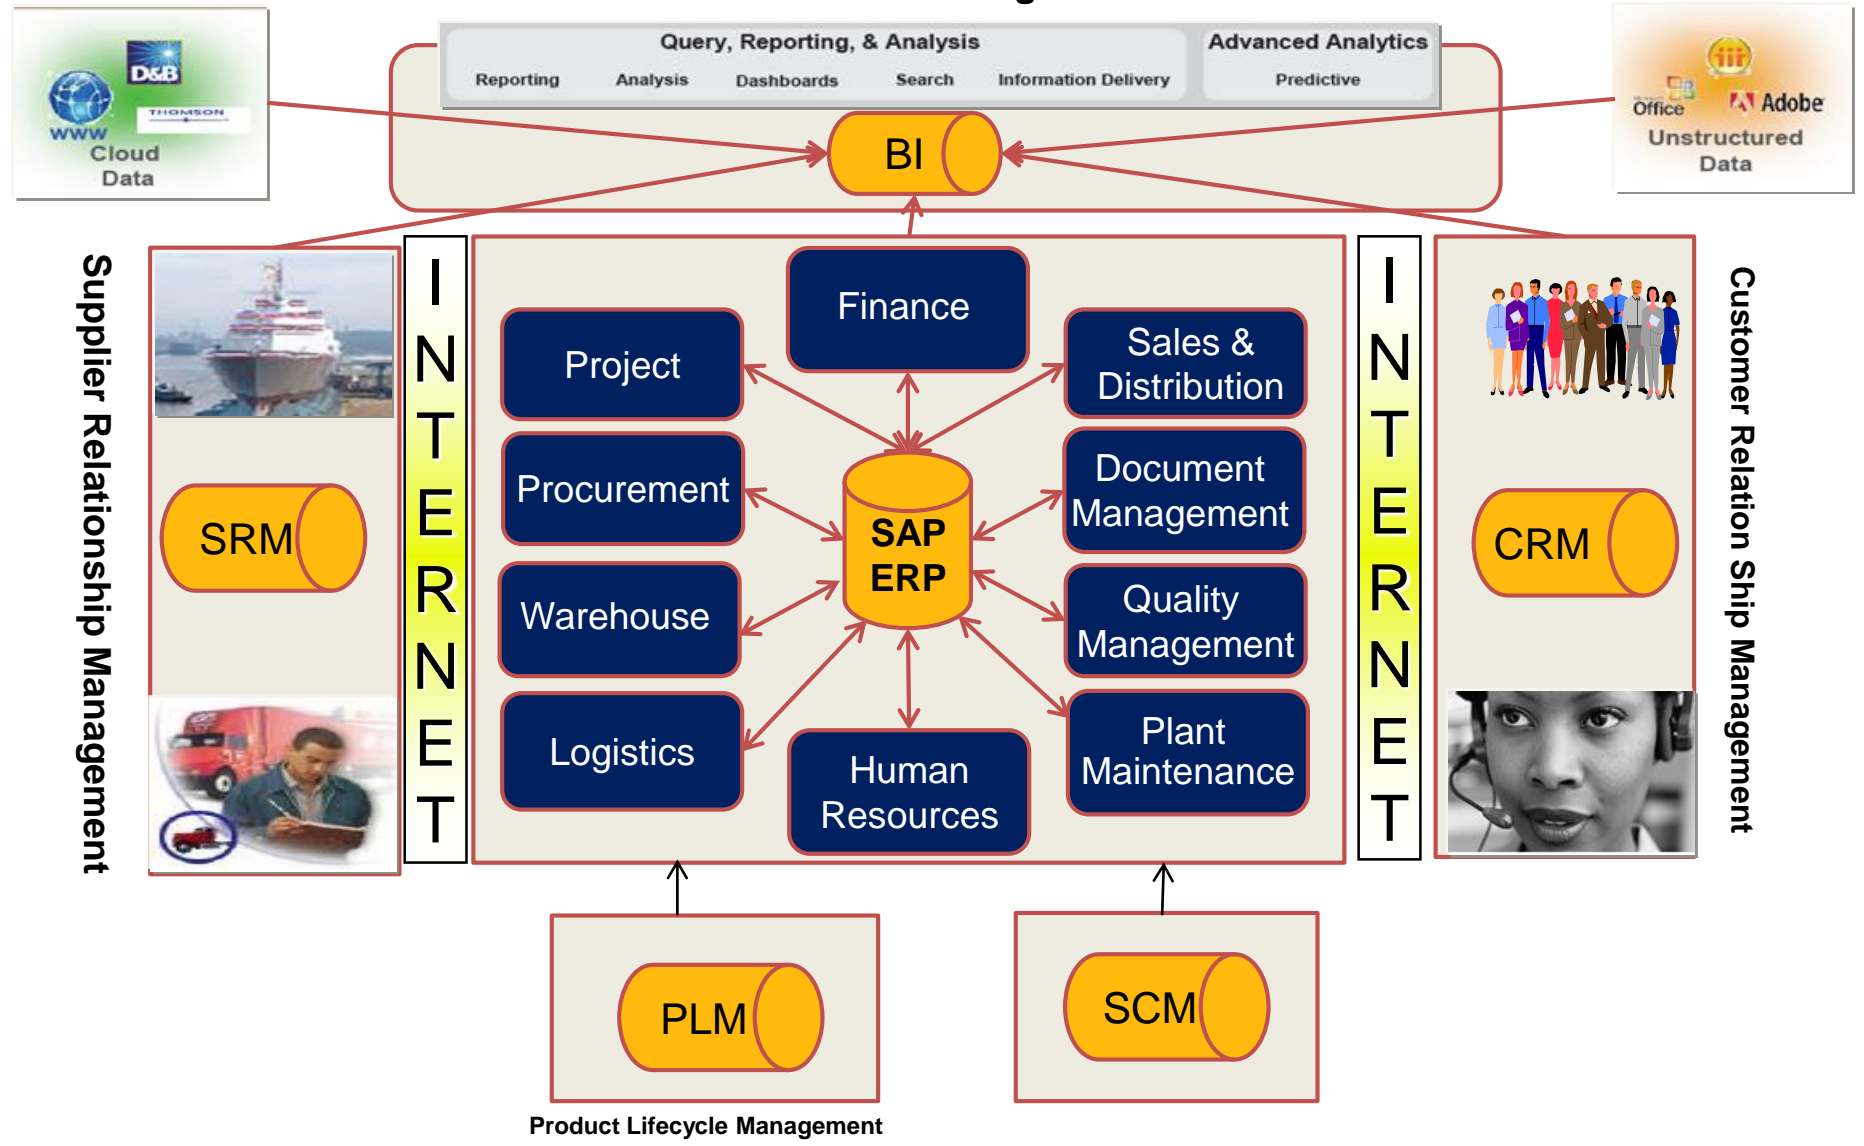 Query, Reporting, & Analysis
Advanced Analytics
Reporting
Analysis
Dashboards
Search
Information Delivery
Predictive
D&B
THOMSON
WWW
Cloud
Data
Office
Adobe
Unstructured
Data
BI
Supplier Relationship Management
SRM
INTERNET
Finance
Project
Sales &
Distribution
Procurement
Document
Management
SAP
ERP
Warehouse
Quality
Management
Logistics
Human
Resources
Plant
Maintenance
INTERNET
CRM
Customer Relation Ship Management
PLM
SCM
Product Lifecycle Management